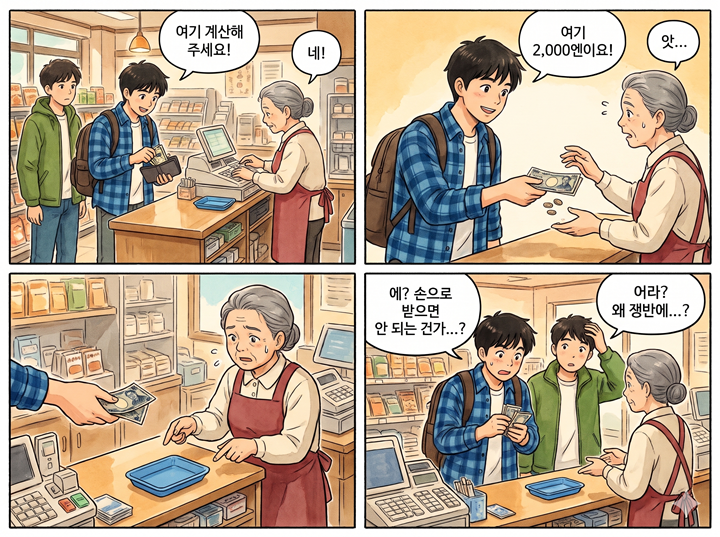 여기 계산해
주세요!
네!
여기
2,000엔이요!
앗...
에? 손으로
받으면
안 되는 건가...?
어라?
왜 쟁반에...?